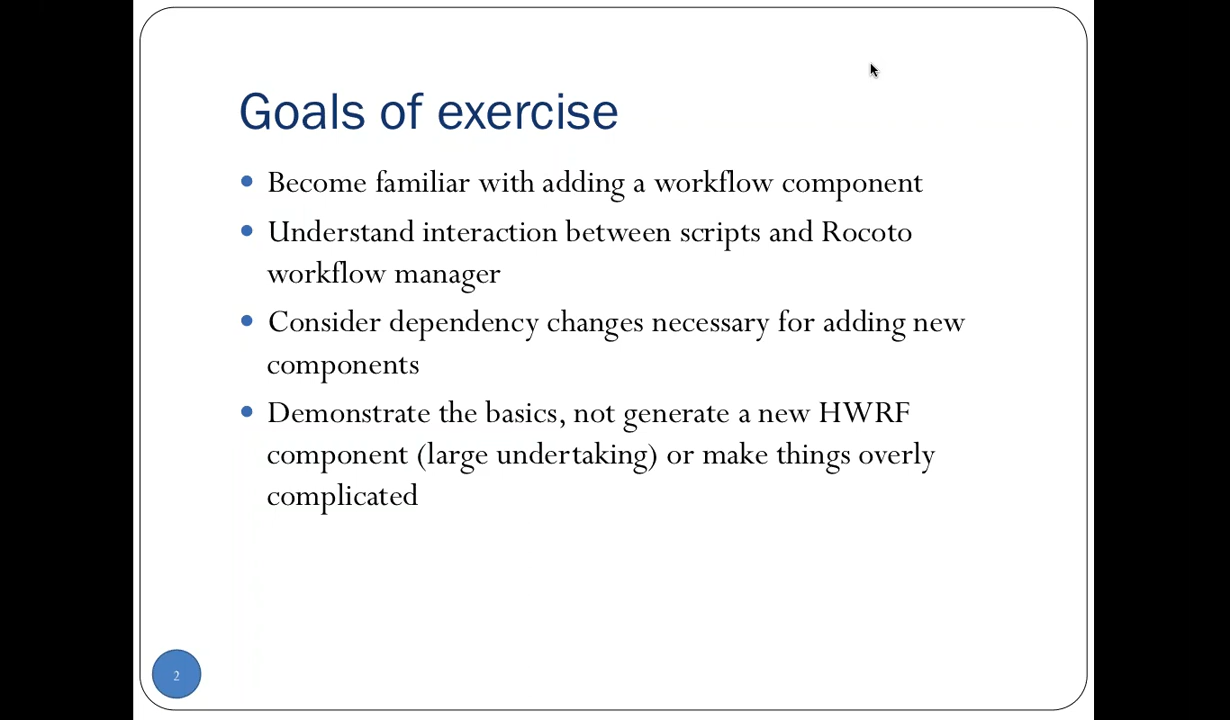 Goals of exercise
Become familiar with adding a workflow component
Understand interaction between scripts and Rocoto
workflow manager
Consider dependency changes necessary for adding new
components
Demonstrate the basics, not generate a new HWRF
component (large undertaking) or make things overly
complicated
2